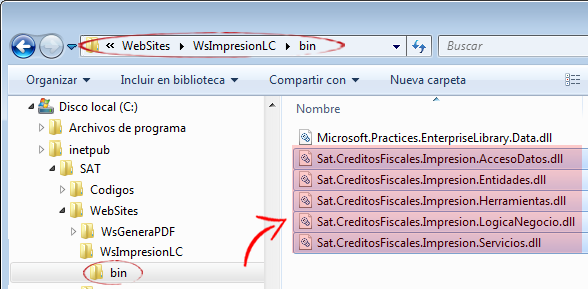 « WebSites WsImpresionLC bin Buscar
Organizar Incluir en biblioteca Compartir con Nueva carpeta
Disco local (C:)
Archivos de programa
inetpub
SAT
Codigos
WebSites
WsGeneraPDF
WsImpresionLC
bin
Nombre
Microsoft.Practices.EnterpriseLibrary.Data.dll
Sat.CreditosFiscales.Impresion.AccesoDatos.dll
Sat.CreditosFiscales.Impresion.Entidades.dll
Sat.CreditosFiscales.Impresion.Herramientas.dll
Sat.CreditosFiscales.Impresion.LogicaNegocio.dll
Sat.CreditosFiscales.Impresion.Servicios.dll